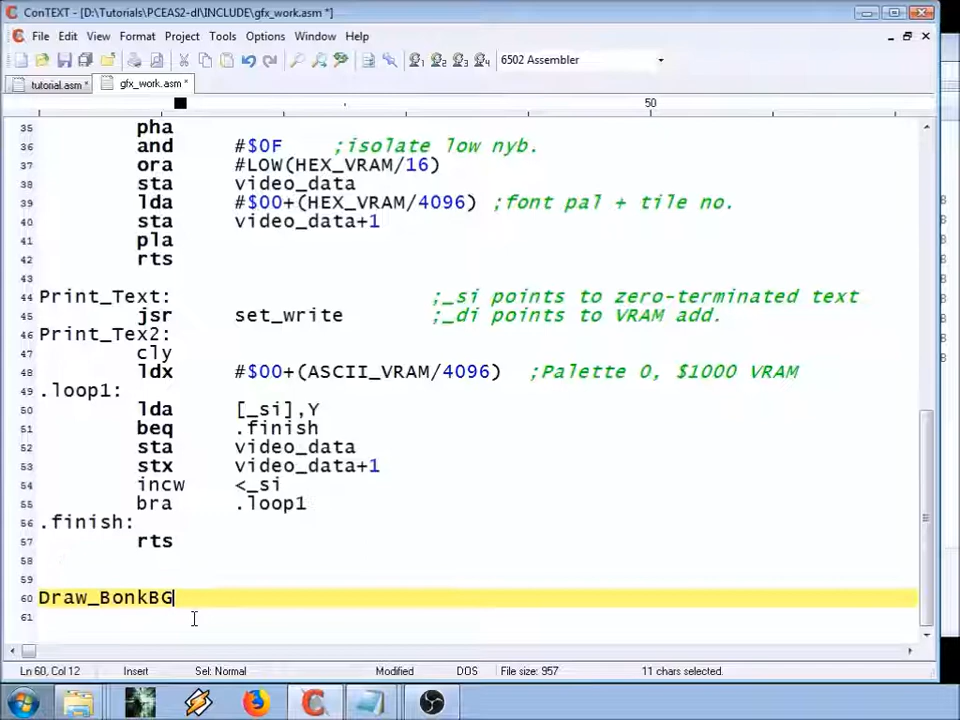 ConTEXT - [D:\Tutorials\PCEAS2-dl\INCLUDE\gfx_work.asm *]
File Edit View Format Project Tools Options Window Help
6502 Assembler
tutorial.asm * gfx_work.asm *
50
35 pha
36 and #$0F ;isolate low nyb.
37 ora #LOW(HEX_VRAM/16)
38 sta video_data
39 lda #$00+(HEX_VRAM/4096) ;font pal + tile no.
40 sta video_data+1
41 pla
42 rts
43
44 Print_Text: ;_si points to zero-terminated text
45 jsr set_write ;_di points to VRAM add.
46 Print_Tex2:
47 cly
48 ldx #$00+(ASCII_VRAM/4096) ;Palette 0, $1000 VRAM
49 .loop1:
50 lda [_si],Y
51 beq .finish
52 sta video_data
53 stx video_data+1
54 incw <_si
55 bra .loop1
56 .finish:
57 rts
58
59
60 Draw_BonkBG
61
Ln 60, Col 12 Insert Sel: Normal Modified DOS File size: 957 11 chars selected.